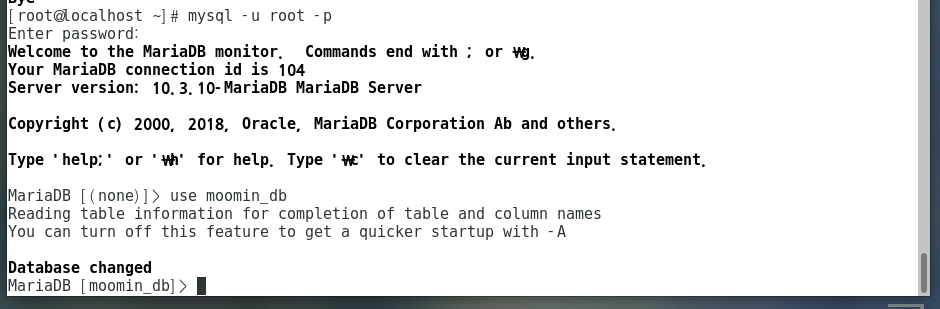 Bye
[root@localhost ~]# mysql -u root -p
Enter password:
Welcome to the MariaDB monitor.  Commands end with ; or ₩g.
Your MariaDB connection id is 104
Server version: 10.3.10-MariaDB MariaDB Server
Copyright (c) 2000, 2018, Oracle, MariaDB Corporation Ab and others.
Type 'help;' or '₩h' for help. Type '₩c' to clear the current input statement.
MariaDB [(none)]> use moomin_db
Reading table information for completion of table and column names
You can turn off this feature to get a quicker startup with -A
Database changed
MariaDB [moomin_db]>